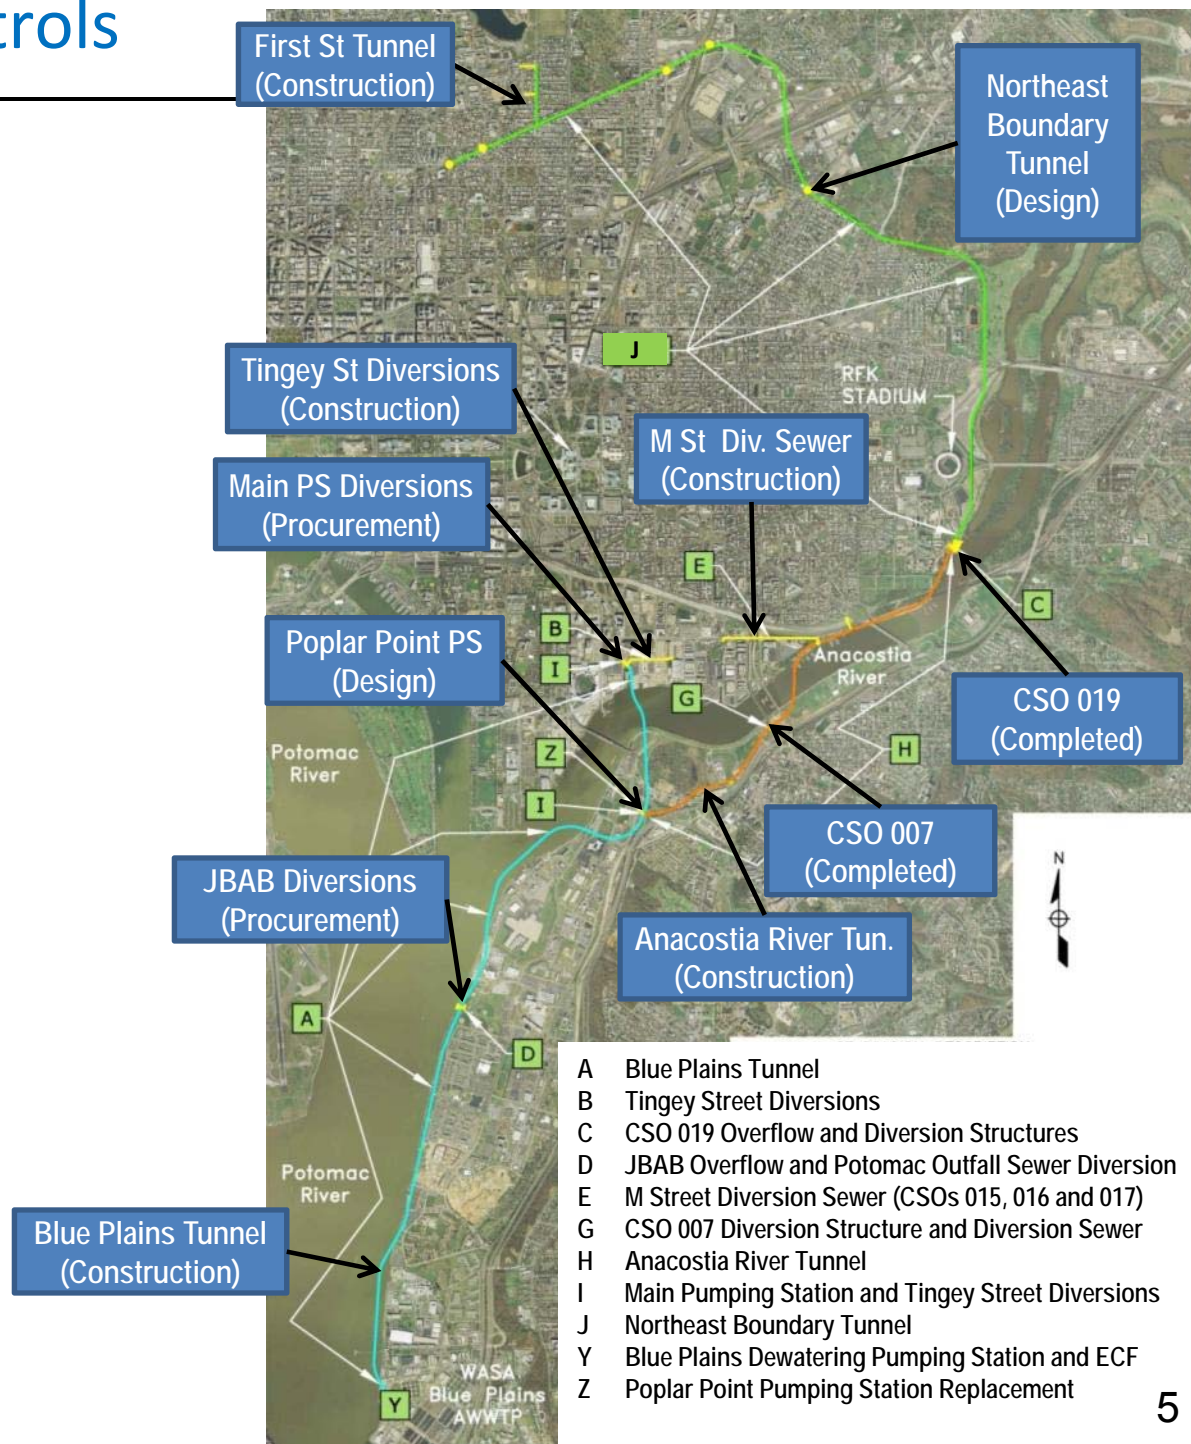 trols
First St Tunnel
(Construction)
Northeast
Boundary
Tunnel
(Design)
J
Tingey St Diversions
(Construction)
RFK
STADIUM
M St Div. Sewer
(Construction)
Main PS Diversions
(Procurement)
E
C
B
Poplar Point PS
(Design)
I
Anacostia
River
G
CSO 019
(Completed)
Potomac
River
Z
H
I
CSO 007
(Completed)
N
JBAB Diversions
(Procurement)
Anacostia River Tun.
(Construction)
A
D
A Blue Plains Tunnel
B Tingey Street Diversions
C CSO 019 Overflow and Diversion Structures
D JBAB Overflow and Potomac Outfall Sewer Diversion
E M Street Diversion Sewer (CSOs 015, 016 and 017)
G CSO 007 Diversion Structure and Diversion Sewer
H Anacostia River Tunnel
I Main Pumping Station and Tingey Street Diversions
J Northeast Boundary Tunnel
Y Blue Plains Dewatering Pumping Station and ECF
Z Poplar Point Pumping Station Replacement
Potomac
River
Blue Plains Tunnel
(Construction)
WASA
Blue Plains
AWWTP
Y
5